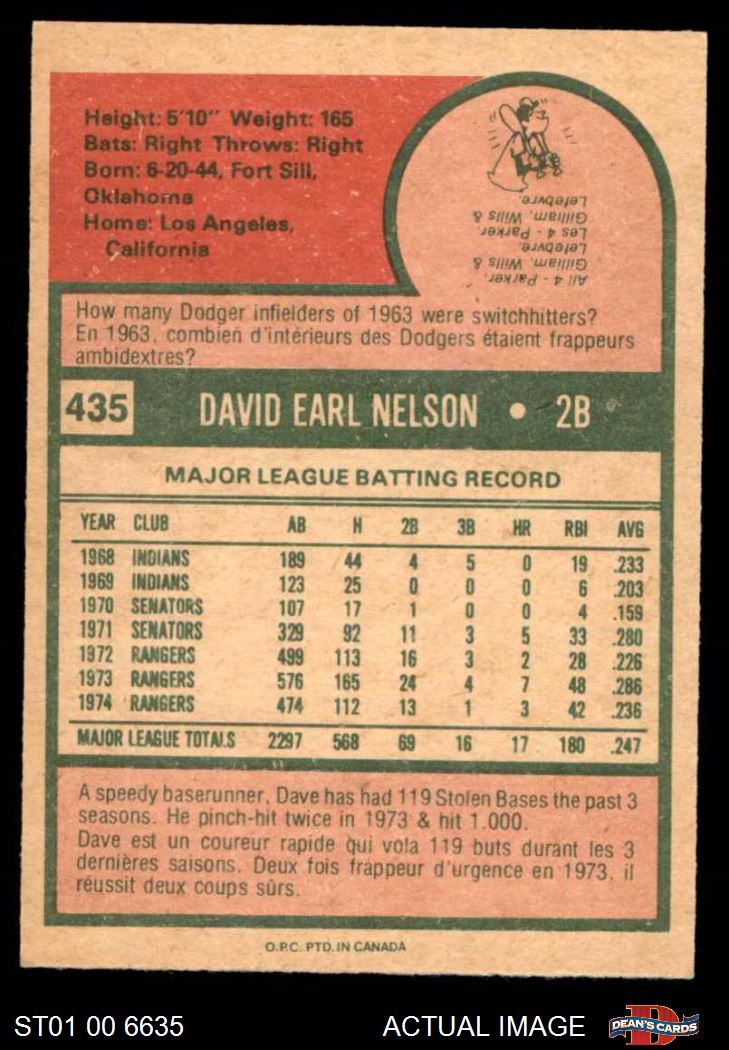 Height: 5'10" Weight: 165
Bats: Right Throws: Right
Born: 6-20-44, Fort Sill,
Oklahoma
Home: Los Angeles,
California
All 4 - Parker,
Gilliam, Wills &
Lefebvre.
Les 4 - Parker,
Gilliam, Wills &
Lefebvre.
How many Dodger infielders of 1963 were switchhitters?
En 1963, combien d'intérieurs des Dodgers étaient frappeurs
ambidextres?
435 DAVID EARL NELSON • 2B
MAJOR LEAGUE BATTING RECORD
YEAR CLUB AB H 2B 3B HR RBI AVG
1968 INDIANS 189 44 4 5 0 19 .233
1969 INDIANS 123 25 0 0 0 6 .203
1970 SENATORS 107 17 1 0 0 4 .159
1971 SENATORS 329 92 11 3 5 33 .280
1972 RANGERS 499 113 16 3 2 28 .226
1973 RANGERS 576 165 24 4 7 48 .286
1974 RANGERS 474 112 13 1 3 42 .236
MAJOR LEAGUE TOTALS 2297 568 69 16 17 180 .247
A speedy baserunner, Dave has had 119 Stolen Bases the past 3
seasons. He pinch-hit twice in 1973 & hit 1.000.
Dave est un coureur rapide qui vola 119 buts durant les 3
dernières saisons. Deux fois frappeur d'urgence en 1973, il
réussit deux coups sûrs.
O.P.C. PTD. IN CANADA
ST01 00 6635 ACTUAL IMAGE DEAN'S CARDS